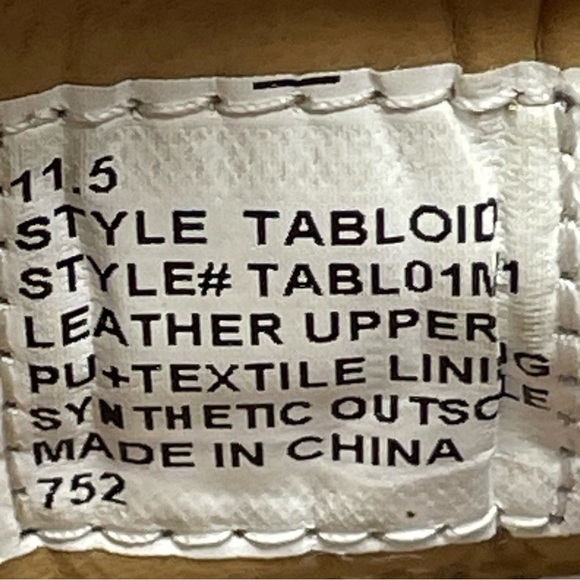 11.5
STYLE TABLOID
STYLE# TABL01M1
LEATHER UPPER
PU+TEXTILE LINING
SYNTHETIC OUTSOLE
MADE IN CHINA
752